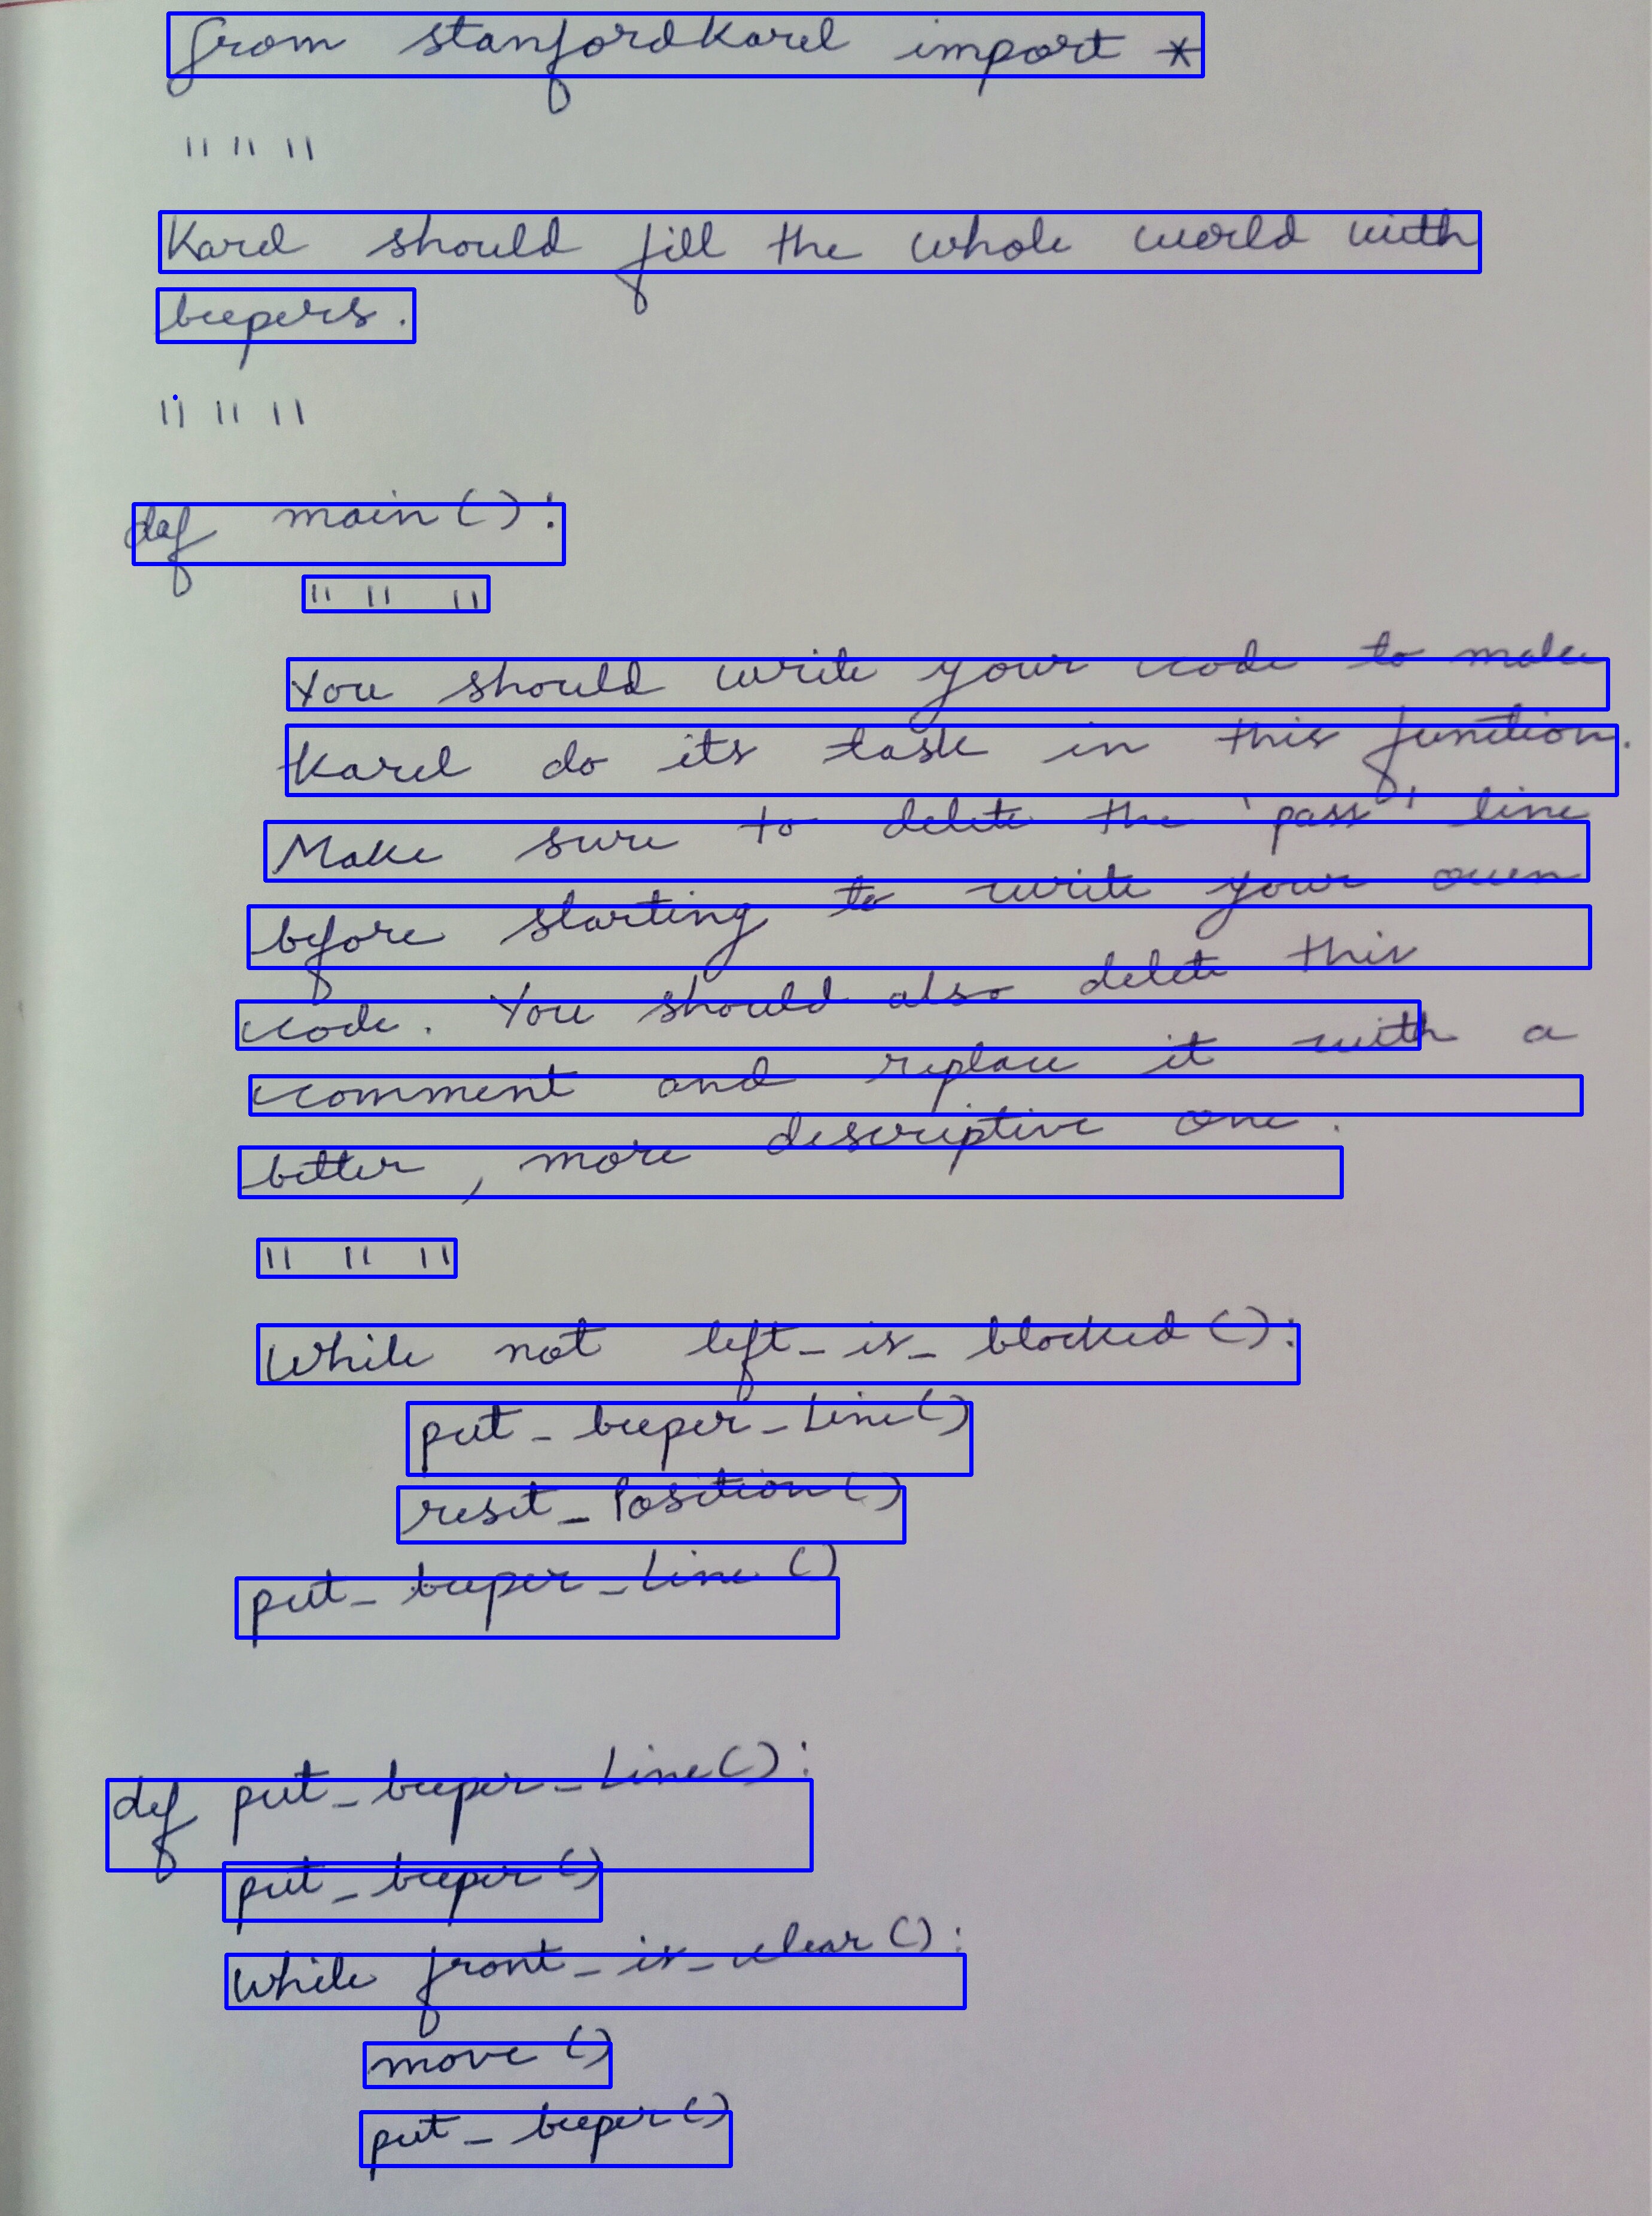 from stanfordkarel import *
" " "
Karel should fill the whole world with
beepers.
" " "
def main():
" " "
You should write your code to make
Karel do its task in this function.
Make sure to delete the 'pass' line
before starting to write your own
code. You should also delete this
comment and replace it with a
better, more descriptive one.
" " "
While not left_is_blocked():
put_beeper_Line()
reset_Position()
put_beeper_Line()
def put_beeper_Line():
put_beeper()
While front_is_clear():
move()
put_beeper()